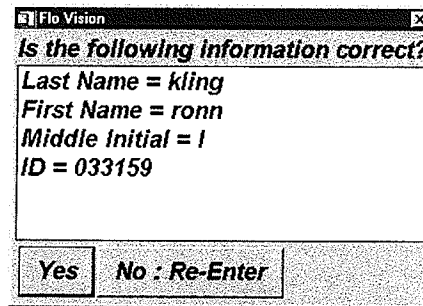 Flo Vision
Is the following information correct?
Last Name = kling
First Name = ronn
Middle Initial = l
ID = 033159
Yes No : Re-Enter